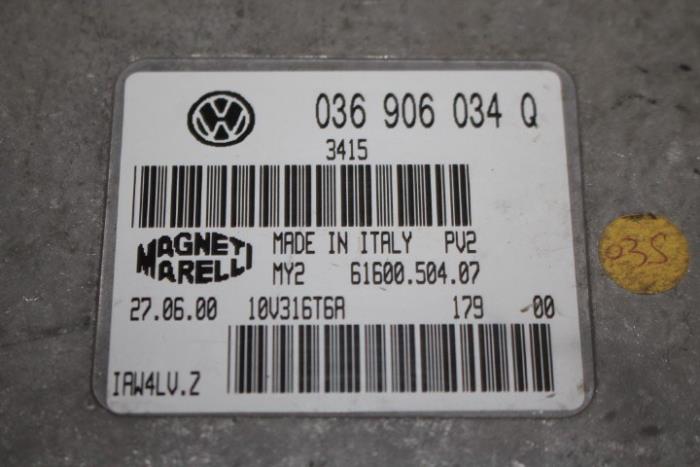 036 906 034 Q
3415
MAGNETI MARELLI
MADE IN ITALY PV2
MY2 61600.504.07
27.06.00 10V316T6A 179 00
IAW4LV.Z
03S